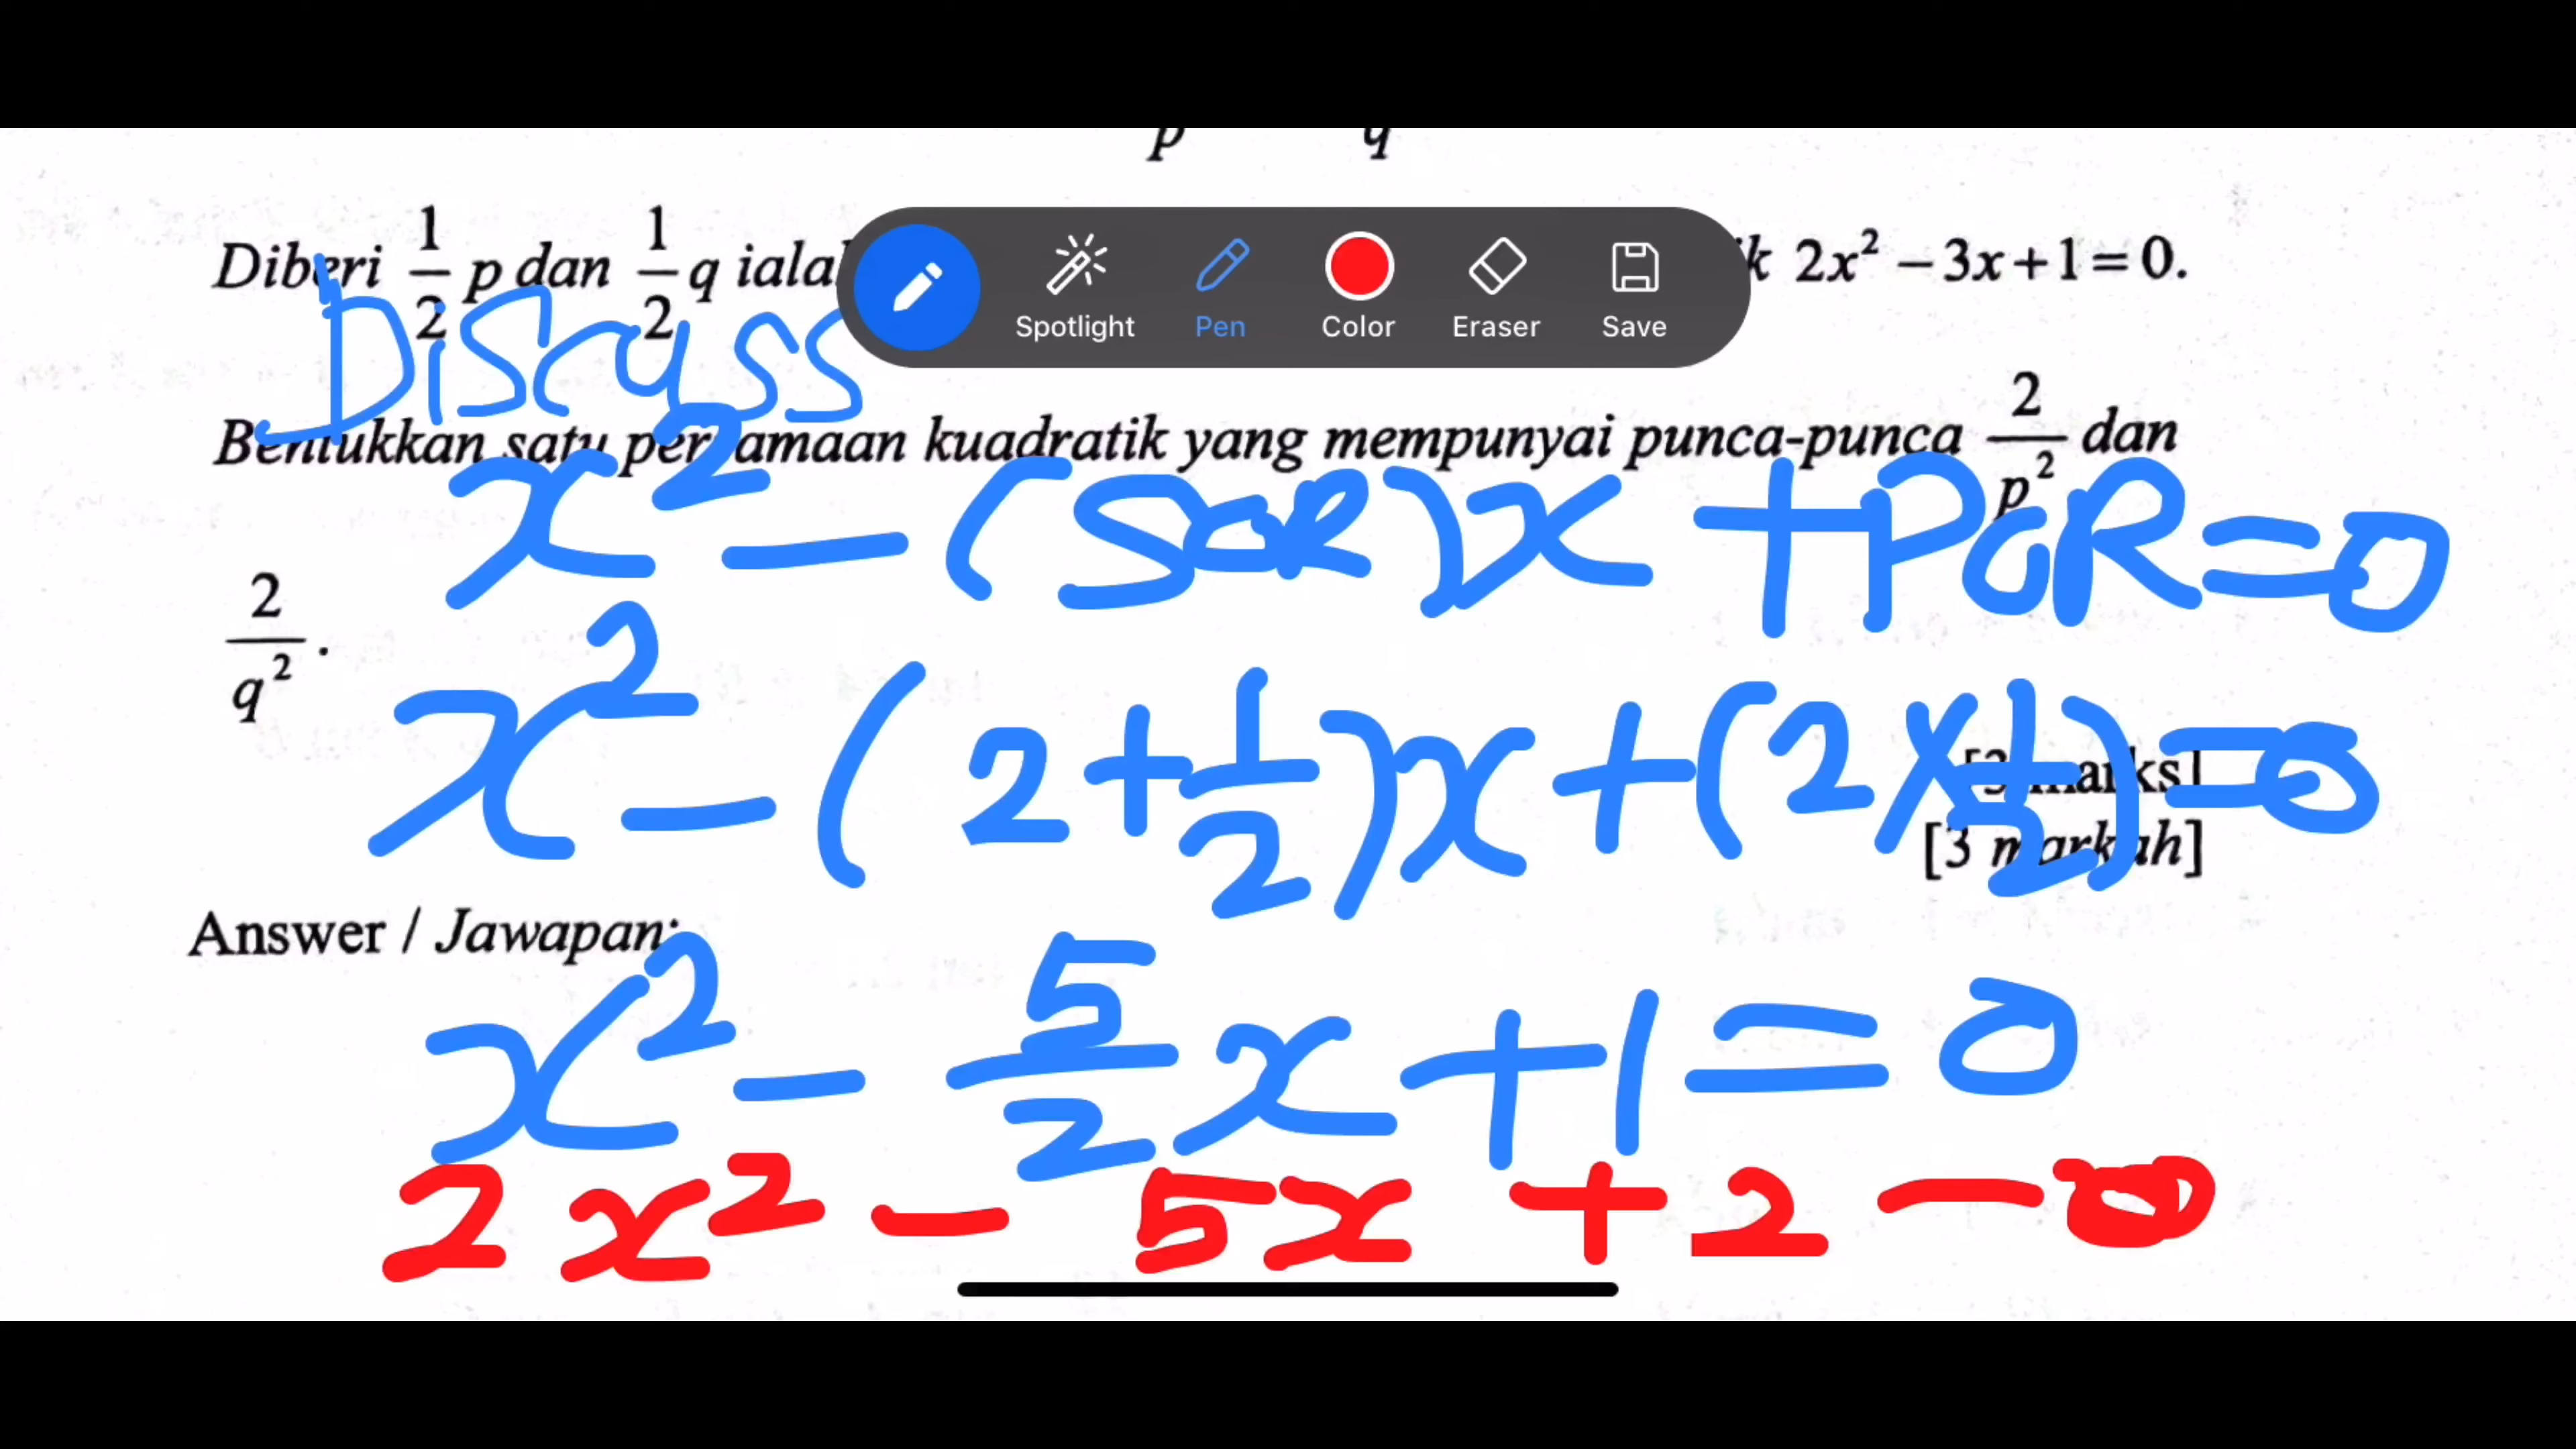 p q
Diberi 1/2 p dan 1/2 q ialah k 2x² − 3x + 1 = 0.
Spotlight Pen Color Eraser Save
Discuss
Bentukkan satu persamaan kuadratik yang mempunyai punca-punca 2/p² dan
x² − (SOR)x + POR = 0
2/q².
x² − (2 + 1/2)x + (2 × 1/2) = 0
[3 marks]
[3 markah]
Answer / Jawapan:
x² − 5/2 x + 1 = 0
2x² − 5x + 2 − 0